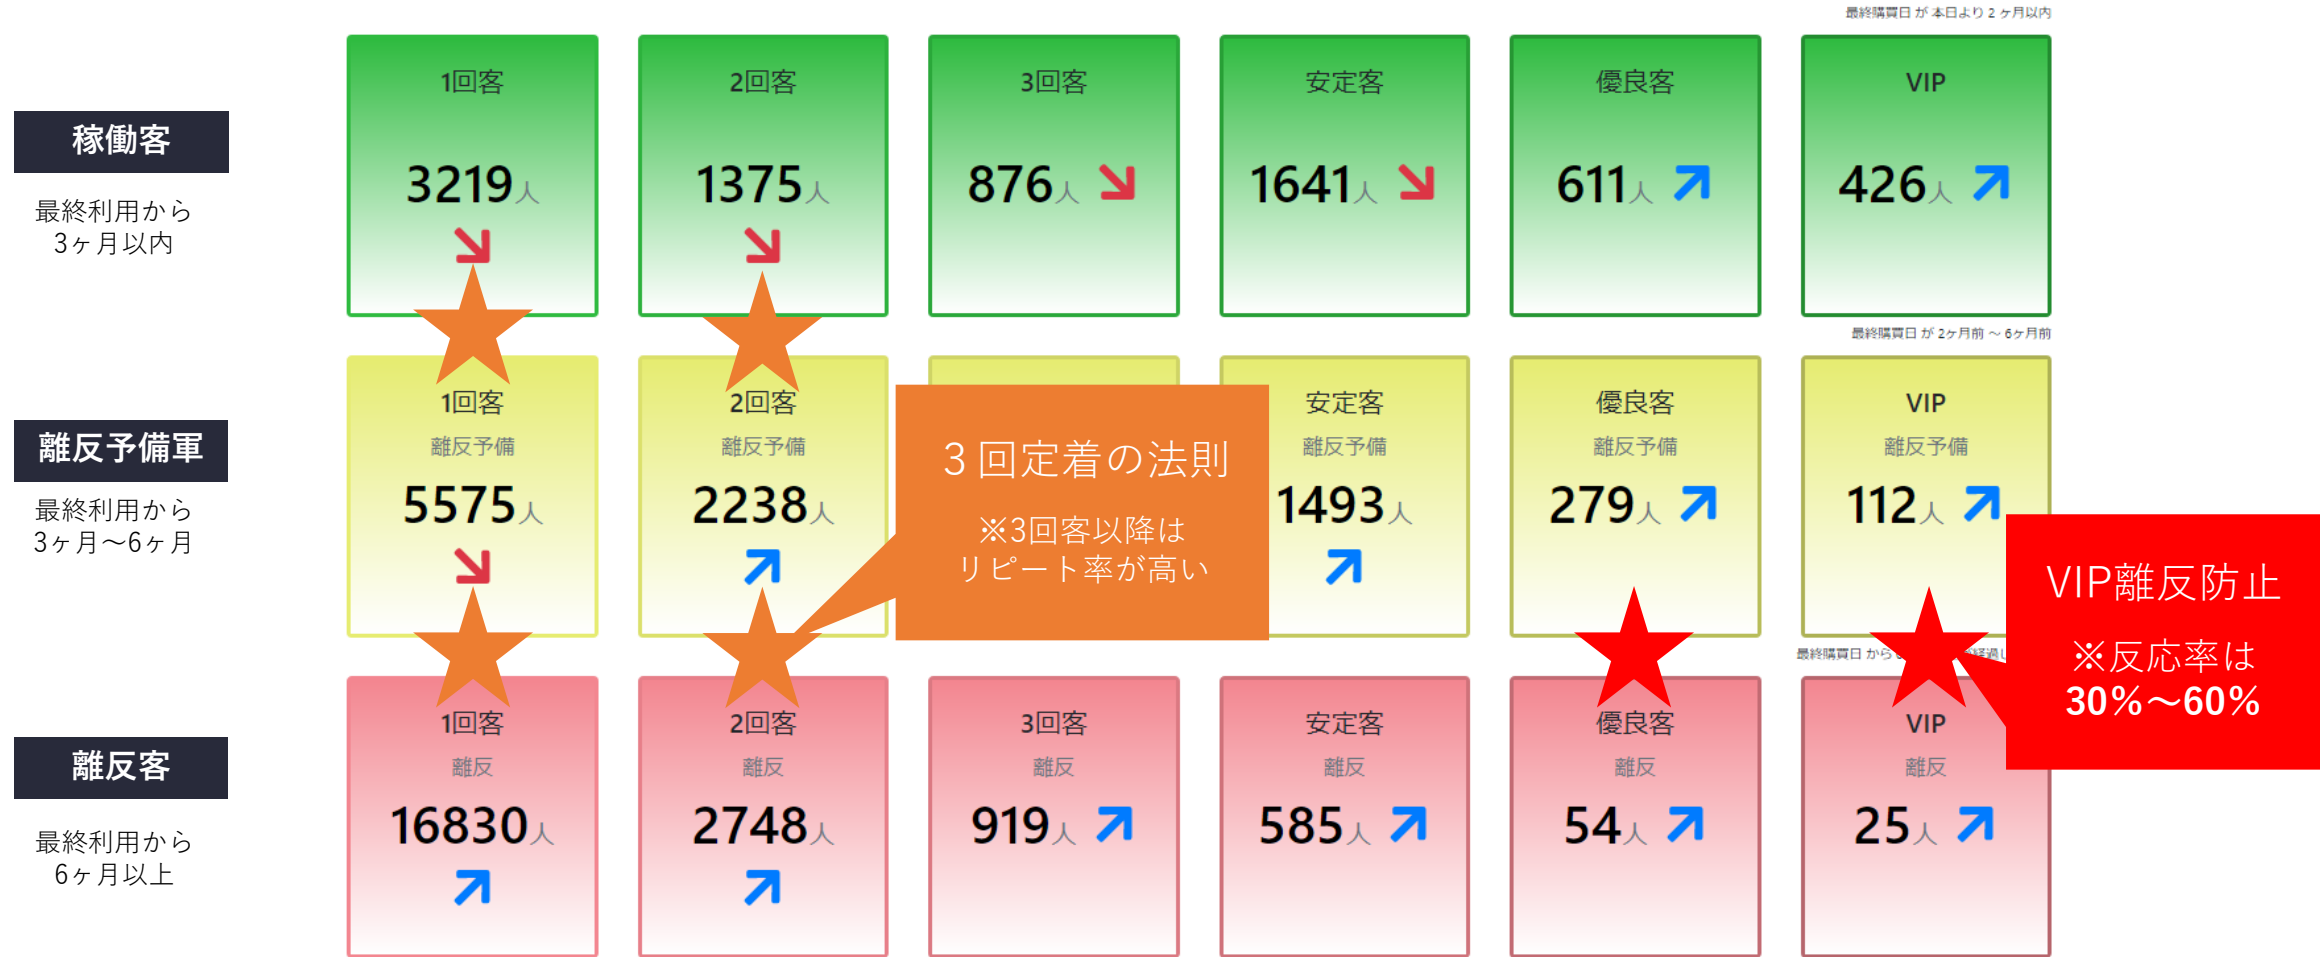 最終購買日 が 本日より 2 ヶ月以内
稼働客
最終利用から
3ヶ月以内
1回客
3219人
2回客
1375人
3回客
876人
安定客
1641人
優良客
611人
VIP
426人
最終購買日 が 2ヶ月前 〜 6ヶ月前
離反予備軍
最終利用から
3ヶ月〜6ヶ月
1回客
離反予備
5575人
2回客
離反予備
2238人
３回定着の法則
※3回客以降は
リピート率が高い
安定客
離反予備
1493人
優良客
離反予備
279人
VIP
離反予備
112人
VIP離反防止
※反応率は
30%〜60%
最終購買日 から
離反客
最終利用から
6ヶ月以上
1回客
離反
16830人
2回客
離反
2748人
3回客
離反
919人
安定客
離反
585人
優良客
離反
54人
VIP
離反
25人